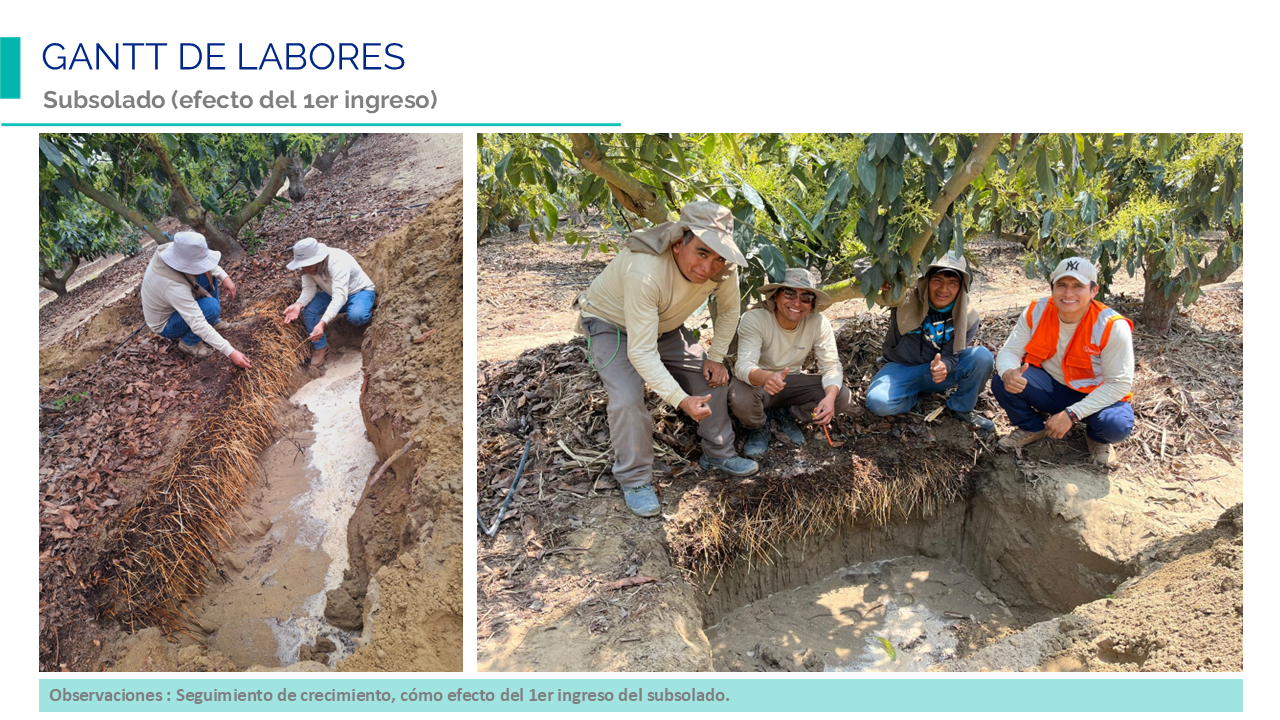 GANTT DE LABORES
Subsolado (efecto del 1er ingreso)
Observaciones : Seguimiento de crecimiento, cómo efecto del 1er ingreso del subsolado.